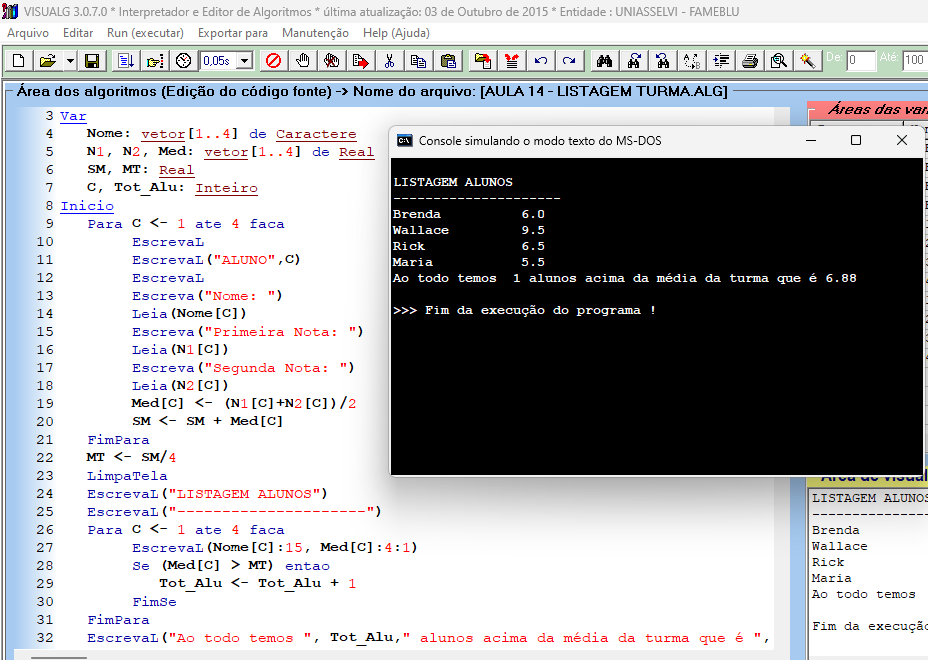 VISUALG 3.0.7.0 * Interpretador e Editor de Algoritmos * última atualização: 03 de Outubro de 2015 * Entidade : UNIASSELVI - FAMEBLU
Arquivo Editar Run (executar) Exportar para Manutenção Help (Ajuda)
0,05s De: 0 Até: 100
Área dos algoritmos (Edição do código fonte) -> Nome do arquivo: [AULA 14 - LISTAGEM TURMA.ALG]
Áreas das
3 Var
4 Nome: vetor[1..4] de Caractere
5 N1, N2, Med: vetor[1..4] de Real
6 SM, MT: Real
7 C, Tot_Alu: Inteiro
8 Inicio
9 Para C <- 1 ate 4 faca
10 EscrevaL
11 EscrevaL("ALUNO",C)
12 EscrevaL
13 Escreva("Nome: ")
14 Leia(Nome[C])
15 Escreva("Primeira Nota: ")
16 Leia(N1[C])
17 Escreva("Segunda Nota: ")
18 Leia(N2[C])
19 Med[C] <- (N1[C]+N2[C])/2
20 SM <- SM + Med[C]
21 FimPara
22 MT <- SM/4
23 LimpaTela
24 EscrevaL("LISTAGEM ALUNOS")
25 EscrevaL("---------------------")
26 Para C <- 1 ate 4 faca
27 EscrevaL(Nome[C]:15, Med[C]:4:1)
28 Se (Med[C] > MT) entao
29 Tot_Alu <- Tot_Alu + 1
30 FimSe
31 FimPara
32 EscrevaL("Ao todo temos ", Tot_Alu," alunos acima da média da turma que é ",
Console simulando o modo texto do MS-DOS
LISTAGEM ALUNOS
---------------------
Brenda 6.0
Wallace 9.5
Rick 6.5
Maria 5.5
Ao todo temos 1 alunos acima da média da turma que é 6.88
>>> Fim da execução do programa !
LISTAGEM ALUNOS
---------------
Brenda
Wallace
Rick
Maria
Ao todo temos
Fim da execução